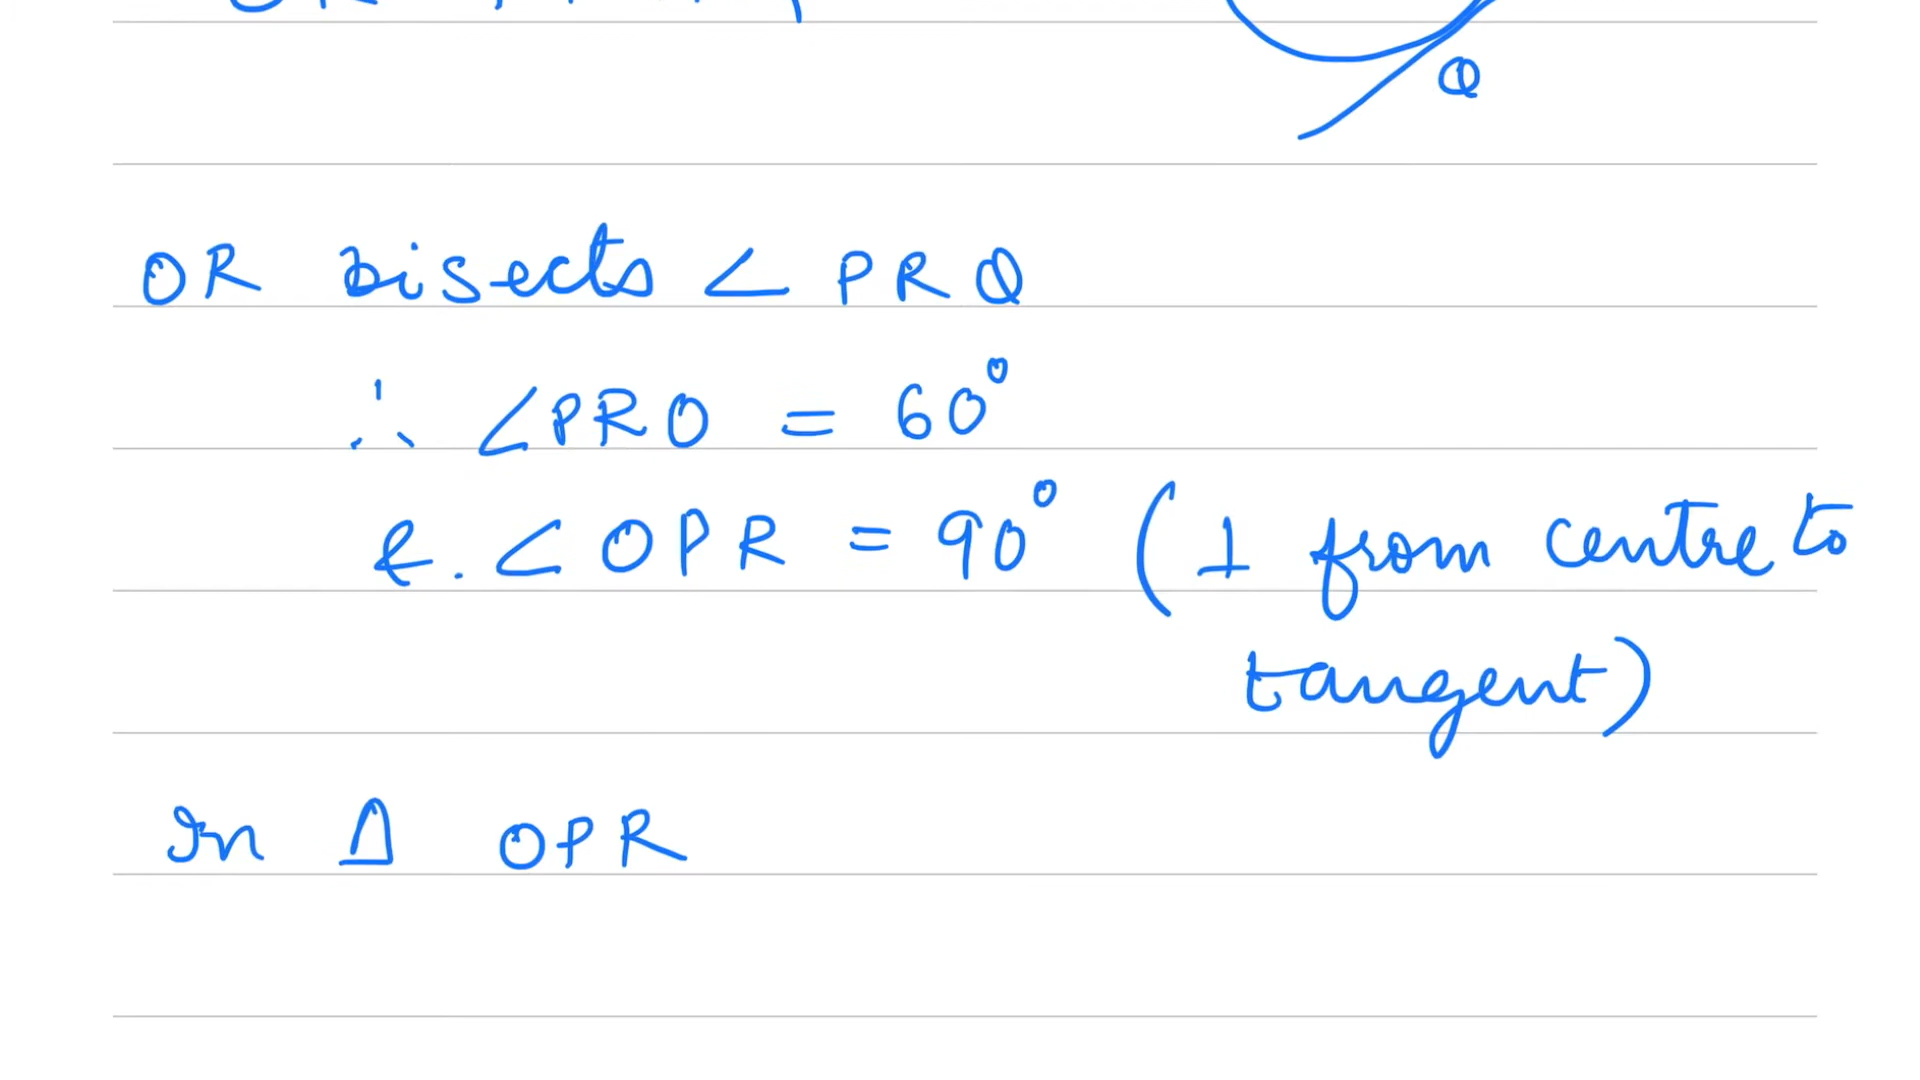 Q
OR bisects < PRQ
∴ <PRO = 60°
&. < OPR = 90° (⊥ from centre to
tangent)
In Δ OPR